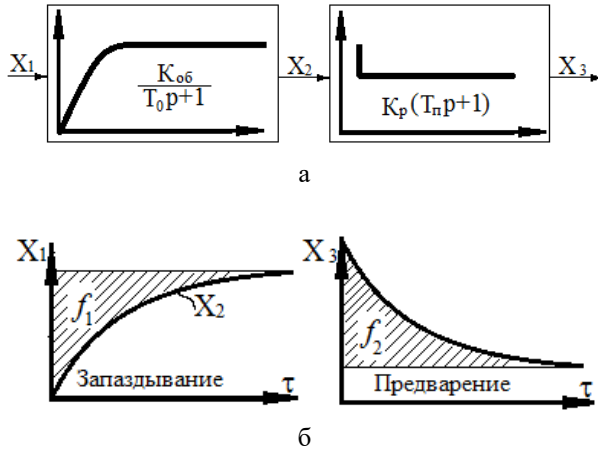 X₁
Kоб
T₀p+1
X₂
Kр(Tпp+1)
X₃
а
X₁
f₁
X₂
Запаздывание
τ
X₃
f₂
Предварение
τ
б